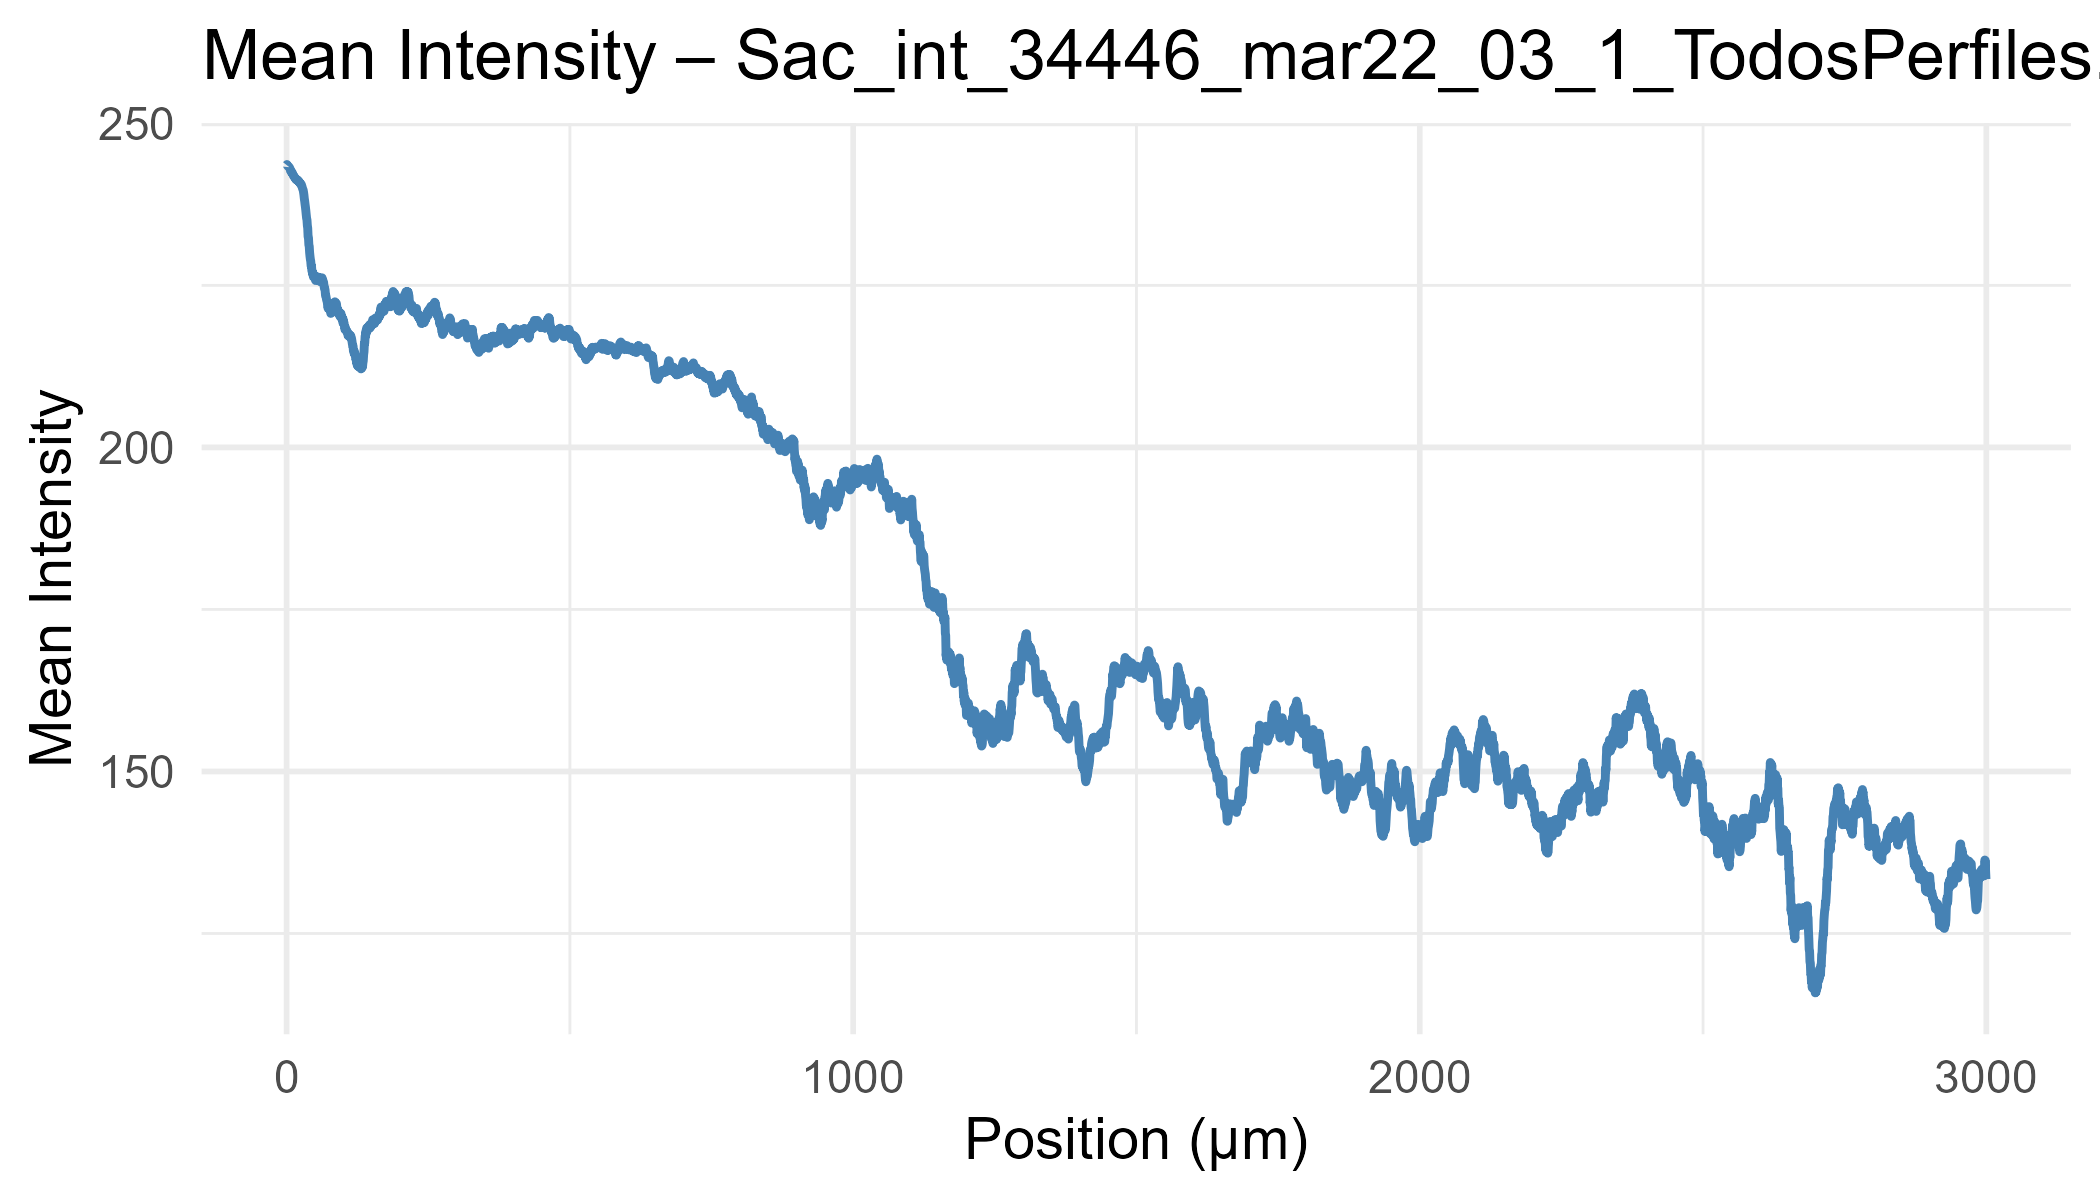 Mean Intensity – Sac_int_34446_mar22_03_1_TodosPerfiles.
250
200
150
Mean Intensity
0 1000 2000 3000
Position (µm)